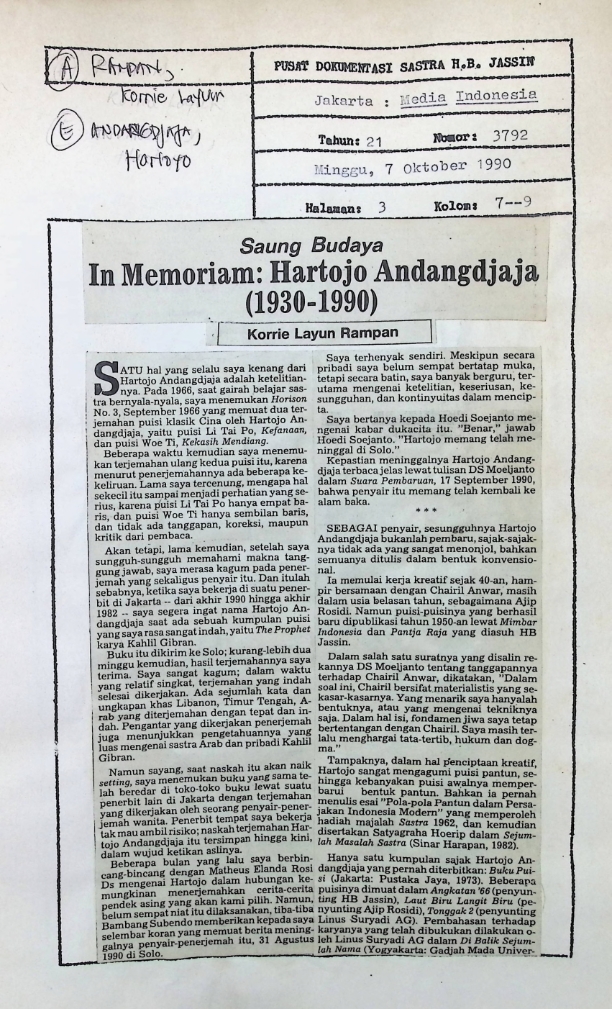 A RAMPAN,
Korrie Layun
E ANDANGDJAJA,
Hartoyo
PUSAT DOKUMENTASI SASTRA H.B. JASSIN
Jakarta : Media Indonesia
Tahun: 21 Nomor: 3792
Minggu, 7 Oktober 1990
Halaman: 3 Kolom: 7--9
Saung Budaya
In Memoriam: Hartojo Andangdjaja
(1930-1990)
Korrie Layun Rampan
SATU hal yang selalu saya kenang dari
Hartojo Andangdjaja adalah ketelitian-
nya. Pada 1966, saat gairah belajar sas-
tra bernyala-nyala, saya menemukan Horison
No. 3, September 1966 yang memuat dua ter-
jemahan puisi klasik Cina oleh Hartojo An-
dangdjaja, yaitu puisi Li Tai Po, Kefanaan,
dan puisi Woe Ti, Kekasih Mendiang.
Beberapa waktu kemudian saya menemu-
kan terjemahan ulang kedua puisi itu, karena
menurut penerjemahannya ada beberapa ke-
keliruan. Lama saya tercenung, mengapa hal
sekecil itu sampai menjadi perhatian yang se-
rius, karena puisi Li Tai Po hanya empat ba-
ris, dan puisi Woe Ti hanya sembilan baris,
dan tidak ada tanggapan, koreksi, maupun
kritik dari pembaca.
Akan tetapi, lama kemudian, setelah saya
sungguh-sungguh memahami makna tang-
gung jawab, saya merasa kagum pada pener-
jemah yang sekaligus penyair itu. Dan itulah
sebabnya, ketika saya bekerja di suatu pener-
bit di Jakarta -- dari akhir 1990 hingga akhir
1982 -- saya segera ingat nama Hartojo An-
dangdjaja saat ada sebuah kumpulan puisi
yang saya rasa sangat indah, yaitu The Prophet
karya Khalil Gibran.
Buku itu dikirim ke Solo; kurang-lebih dua
minggu kemudian, hasil terjemahannya saya
terima. Saya sangat kagum; dalam waktu
yang relatif singkat, terjemahan yang indah
selesai dikerjakan. Ada sejumlah kata dan
ungkapan khas Libanon, Timur Tengah, A-
rab yang diterjemahan dengan tepat dan in-
dah. Pengantar yang dikerjakan penerjemah
juga menunjukkan pengetahuannya yang
luas mengenai sastra Arab dan pribadi Kahlil
Gibran.
Namun sayang, saat naskah itu akan naik
setting, saya menemukan buku yang sama te-
lah beredar di toko-toko buku lewat suatu
penerbit lain di Jakarta dengan terjemahan
yang dikerjakan oleh seorang penyair-pener-
jemah wanita. Penerbit tempat saya bekerja
tak mau ambil risiko; naskah terjemahan Har-
tojo Andangdjaja itu tersimpan hingga kini,
dalam wujud ketikan aslinya.
Beberapa bulan yang lalu saya berbin-
cang-bincang dengan Matheus Elanda Rosi
Ds mengenai Hartojo dalam hubungan ke-
mungkinan menerjemahkan cerita-cerita
pendek asing yang akan kami pilih. Namun,
belum sempat niat itu dilaksanakan, tiba-tiba
Bambang Subendo memberikan kepada saya
selembar koran yang memuat berita mening-
galnya penyair-penerjemah itu, 31 Agustus
1990 di Solo.
Saya terhenyak sendiri. Meskipun secara
pribadi saya belum sempat bertatap muka,
tetapi secara batin, saya banyak berguru, ter-
utama mengenai ketelitian, keseriusan, ke-
sungguhan, dan kontinyuitas dalam mencip-
ta.
Saya bertanya kepada Hoedi Soejanto me-
ngenai kabar dukacita itu. "Benar," jawab
Hoedi Soejanto. "Hartojo memang telah me-
ninggal di Solo."
Kepastian meninggalnya Hartojo Andang-
djaja terbaca jelas lewat tulisan DS Moeljanto
dalam Suara Pembaruan, 17 September 1990,
bahwa penyair itu memang telah kembali ke
alam baka.
* * *
SEBAGAI penyair, sesungguhnya Hartojo
Andangdjaja bukanlah pembaru, sajak-sajak-
nya tidak ada yang sangat menonjol, bahkan
semuanya ditulis dalam bentuk konvensio-
nal.
Ia memulai kerja kreatif sejak 40-an, ham-
pir bersamaan dengan Chairil Anwar, masih
dalam usia belasan tahun, sebagaimana Ajip
Rosidi. Namun puisi-puisinya yang berhasil
baru dipublikasi tahun 1950-an lewat Mimbar
Indonesia dan Pantja Raja yang diasuh HB
Jassin.
Dalam salah satu suratnya yang disalin re-
kannya DS Moeljanto dikatakan tanggapannya
terhadap Chairil Anwar, dikatakan, "Dalam
soal ini, Chairil bersifat materialistis yang se-
kasar-kasarnya. Yang menarik saya hanyalah
bentuknya, atau yang mengenai tekniknya
saja. Dalam hal isi, fondamen jiwa saya tetap
bertentangan dengan Chairil. Saya masih ter-
lalu menghargai tata-tertib, hukum dan dog-
ma."
Tampaknya, dalam hal penciptaan kreatif,
Hartojo sangat mengagumi puisi pantun, se-
hingga kebanyakan puisi awalnya memper-
barui bentuk pantun. Bahkan ia pernah
menulis esai "Pola-pola Pantun dalam Persa-
jakan Indonesia Modern" yang memperoleh
hadiah majalah Sastra 1962, dan kemudian
disertakan Satyagraha Hoerip dalam Sejum-
lah Masalah Sastra (Sinar Harapan, 1982).
Hanya satu kumpulan sajak Hartojo An-
dangdjaja yang pernah diterbitkan: Buku Pui-
si (Jakarta: Pustaka Jaya, 1973). Beberapa
puisinya dimuat dalam Angkatan '66 (penyun-
ting HB Jassin), Laut Biru Langit Biru (pe-
nyunting Ajip Rosidi), Tonggak 2 (penyunting
Linus Suryadi AG). Pembahasan terhadap
karyanya yang telah dibukukan dilakukan o-
leh Linus Suryadi AG dalam Di Balik Sejum-
lah Nama (Yogyakarta: Gadjah Mada Univer-